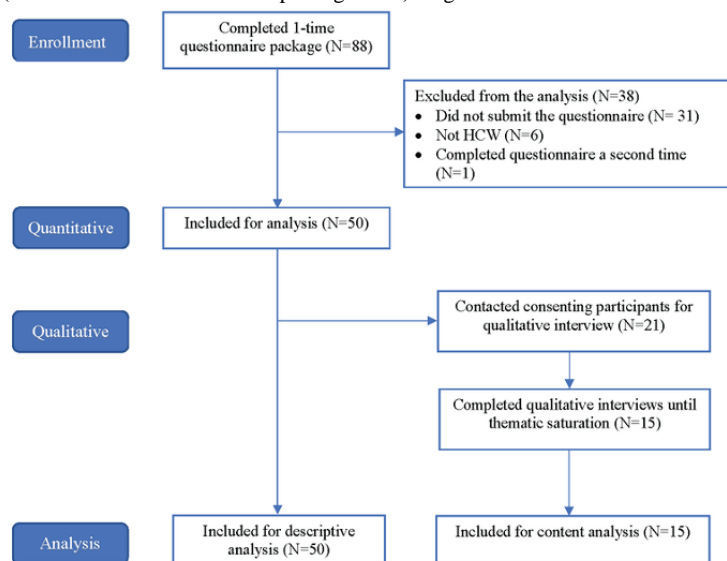 Enrollment
Completed 1-time
questionnaire package (N=88)
Excluded from the analysis (N=38)
• Did not submit the questionnaire (N= 31)
• Not HCW (N=6)
• Completed questionnaire a second time
(N=1)
Quantitative
Included for analysis (N=50)
Qualitative
Contacted consenting participants for
qualitative interview (N=21)
Completed qualitative interviews until
thematic saturation (N=15)
Analysis
Included for descriptive
analysis (N=50)
Included for content analysis (N=15)